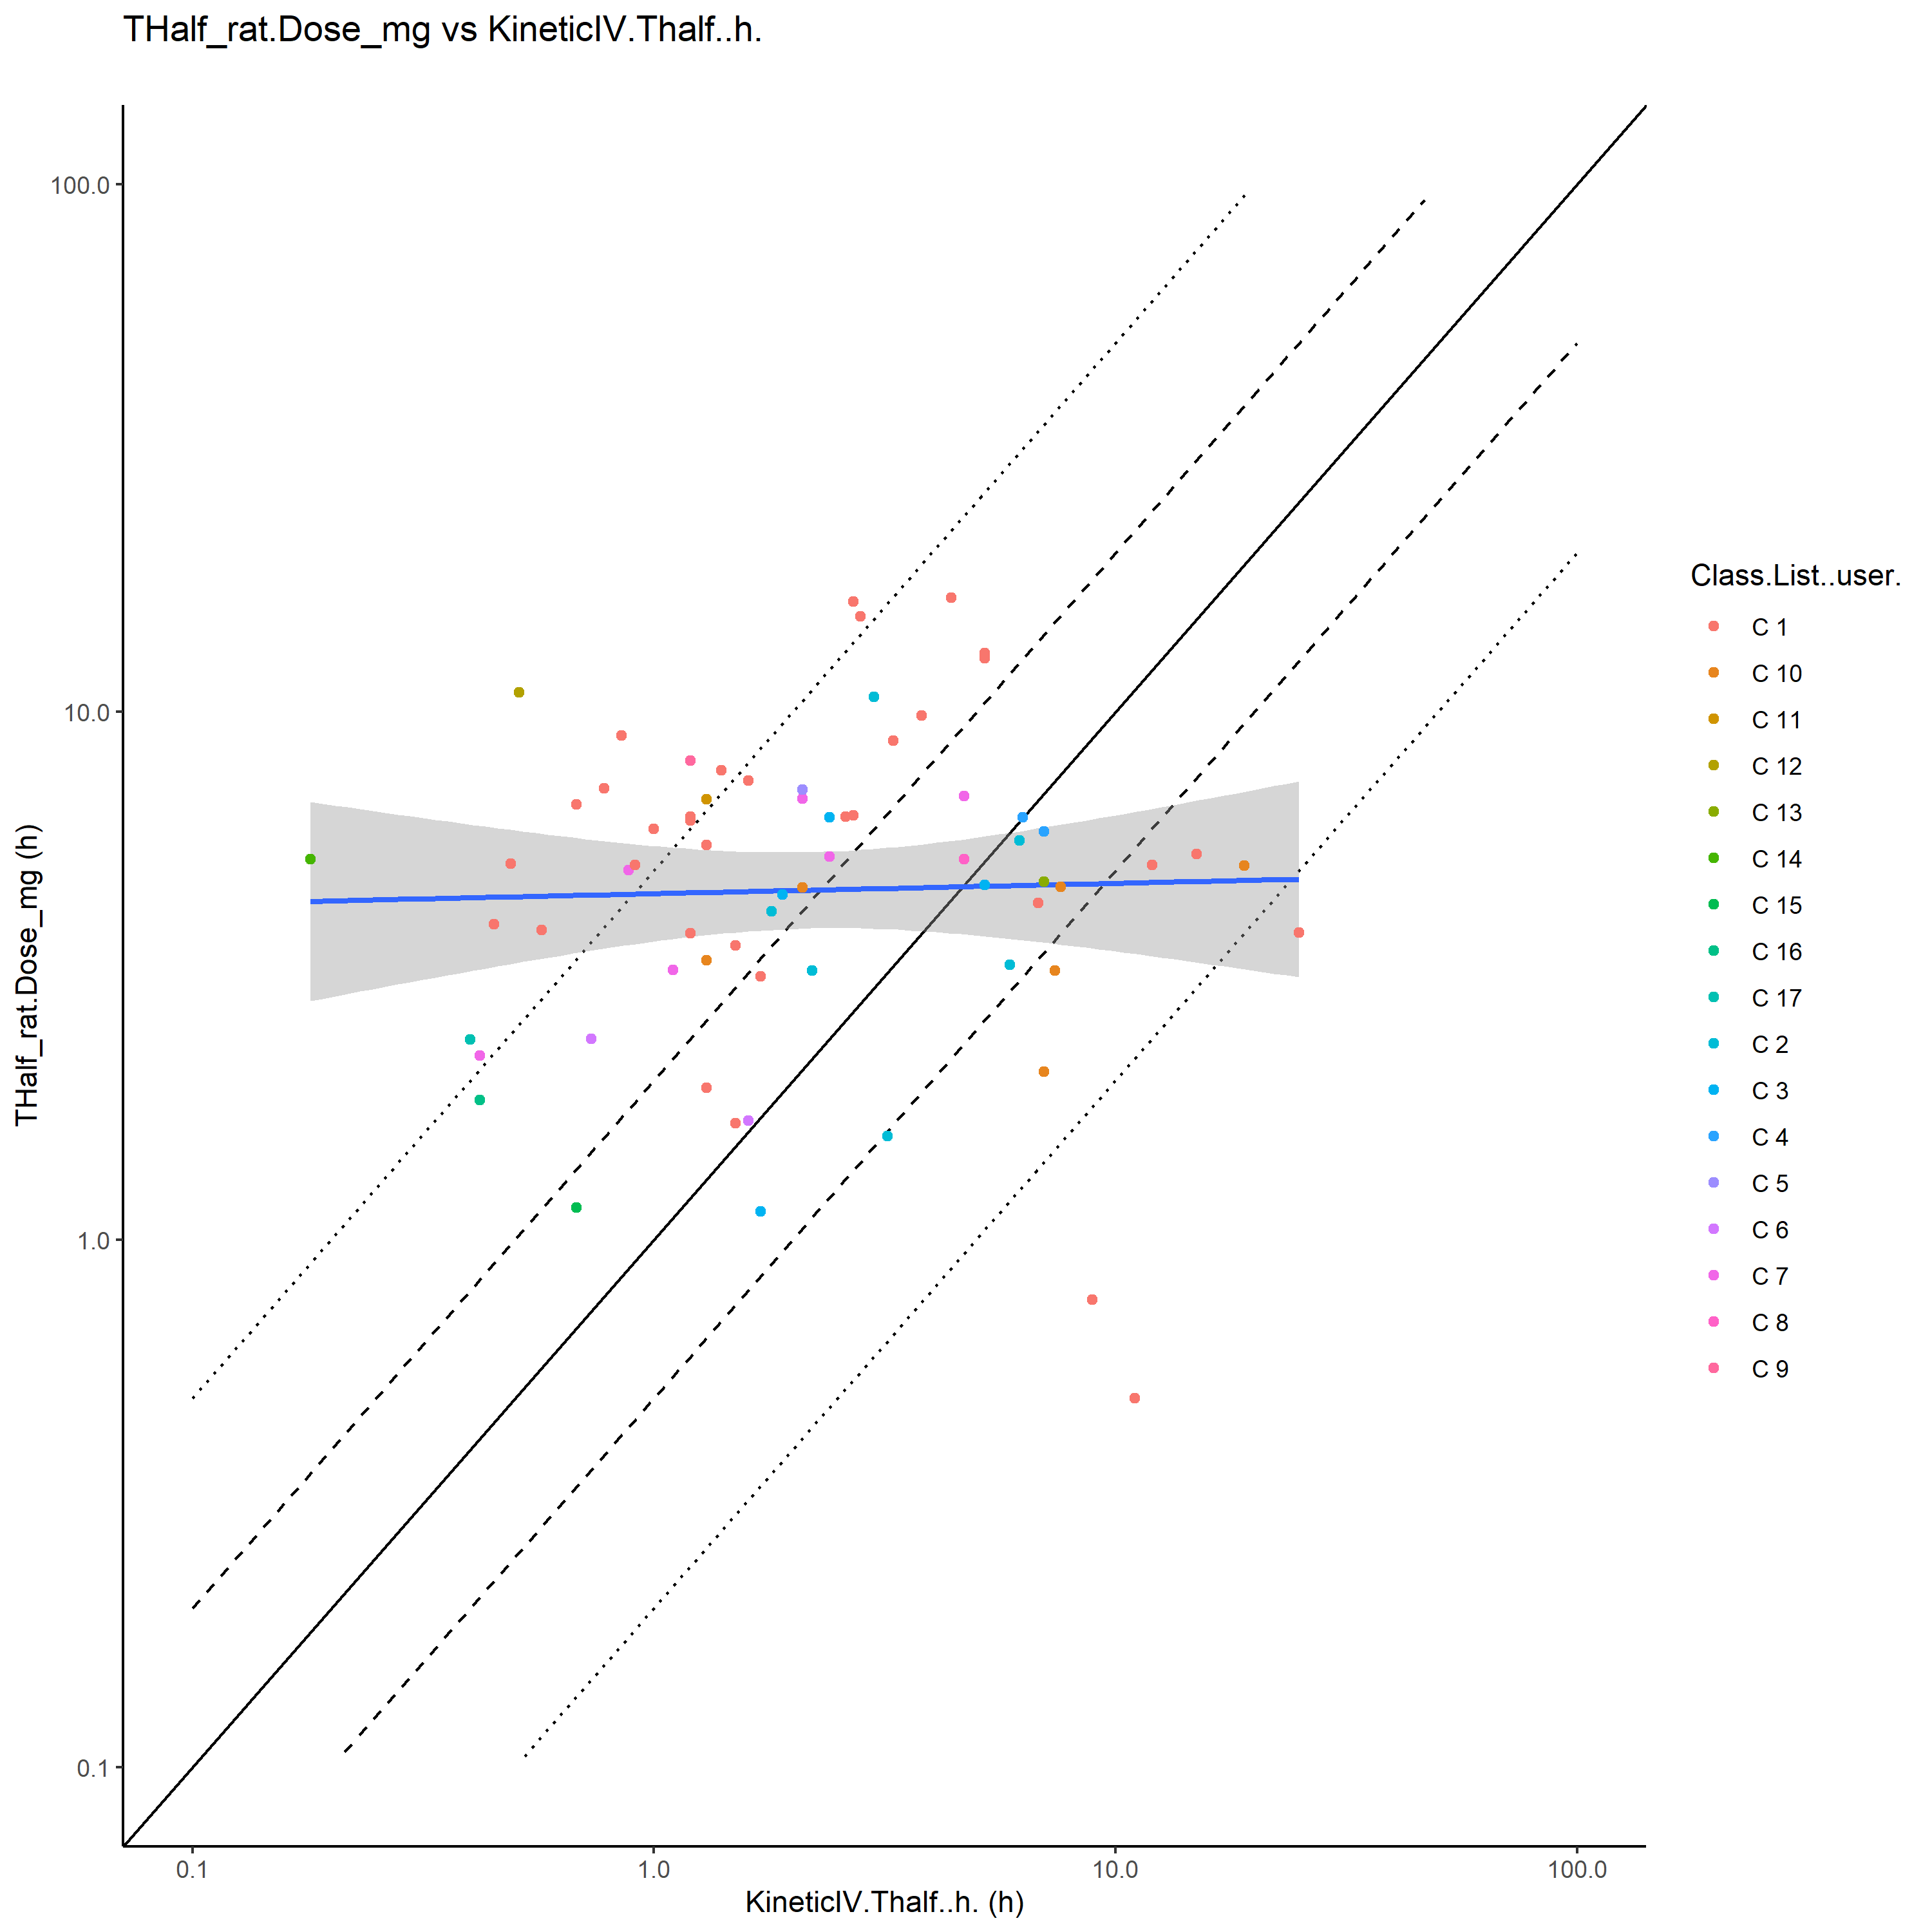 THalf_rat.Dose_mg vs KineticIV.Thalf..h.
100.0
10.0
1.0
0.1
THalf_rat.Dose_mg (h)
0.1
1.0
10.0
100.0
KineticIV.Thalf..h. (h)
Class.List..user.
C 1
C 10
C 11
C 12
C 13
C 14
C 15
C 16
C 17
C 2
C 3
C 4
C 5
C 6
C 7
C 8
C 9